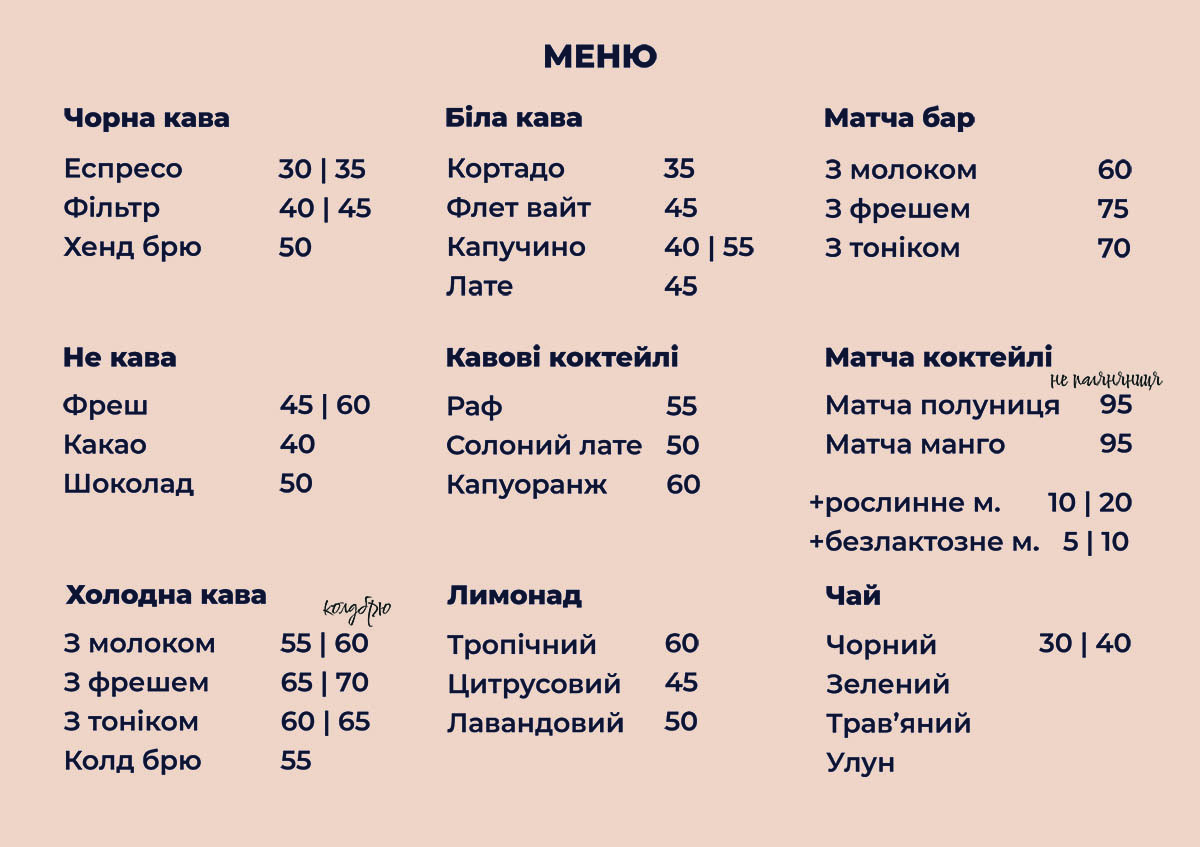 МЕНЮ
Чорна кава
Еспресо 30 | 35
Фільтр 40 | 45
Хенд брю 50
Біла кава
Кортадо 35
Флет вайт 45
Капучино 40 | 55
Лате 45
Матча бар
З молоком 60
З фрешем 75
З тоніком 70
Не кава
Фреш 45 | 60
Какао 40
Шоколад 50
Кавові коктейлі
Раф 55
Солоний лате 50
Капуоранж 60
Матча коктейлі
не паляниця
Матча полуниця 95
Матча манго 95
+рослинне м. 10 | 20
+безлактозне м. 5 | 10
Холодна кава
колдбрю
З молоком 55 | 60
З фрешем 65 | 70
З тоніком 60 | 65
Колд брю 55
Лимонад
Тропічний 60
Цитрусовий 45
Лавандовий 50
Чай
Чорний 30 | 40
Зелений
Трав’яний
Улун